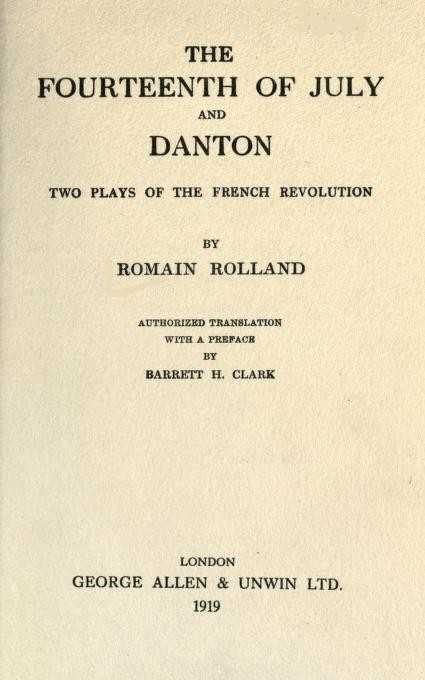 THE
FOURTEENTH OF JULY
AND
DANTON
TWO PLAYS OF THE FRENCH REVOLUTION
BY
ROMAIN ROLLAND
AUTHORIZED TRANSLATION
WITH A PREFACE
BY
BARRETT H. CLARK
LONDON
GEORGE ALLEN & UNWIN LTD.
1919